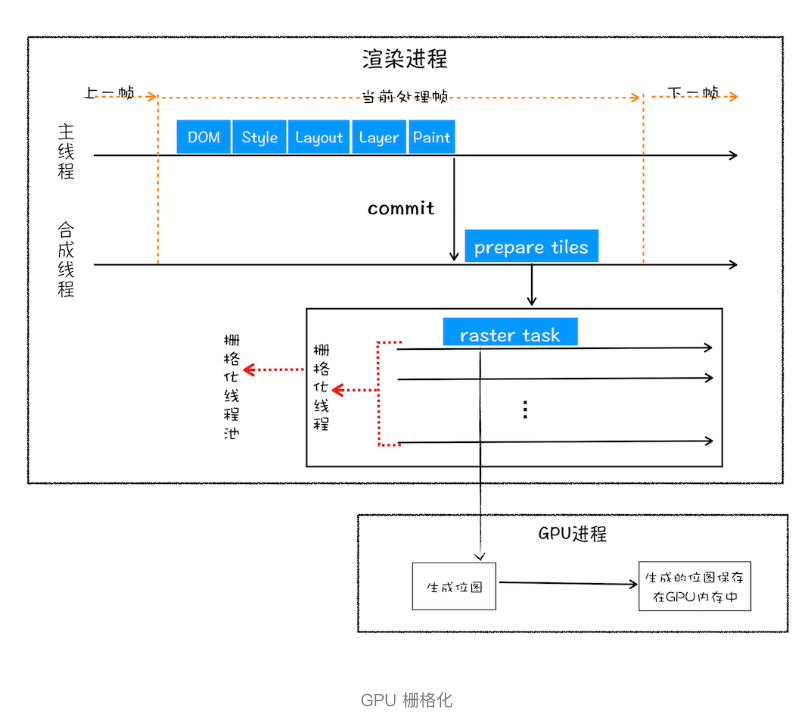 渲染进程
上一帧
当前处理帧
下一帧
主线程
DOM
Style
Layout
Layer
Paint
commit
合成线程
prepare tiles
raster task
栅格化线程池
栅格化线程
GPU进程
生成位图
生成的位图保存
在GPU内存中
GPU 栅格化